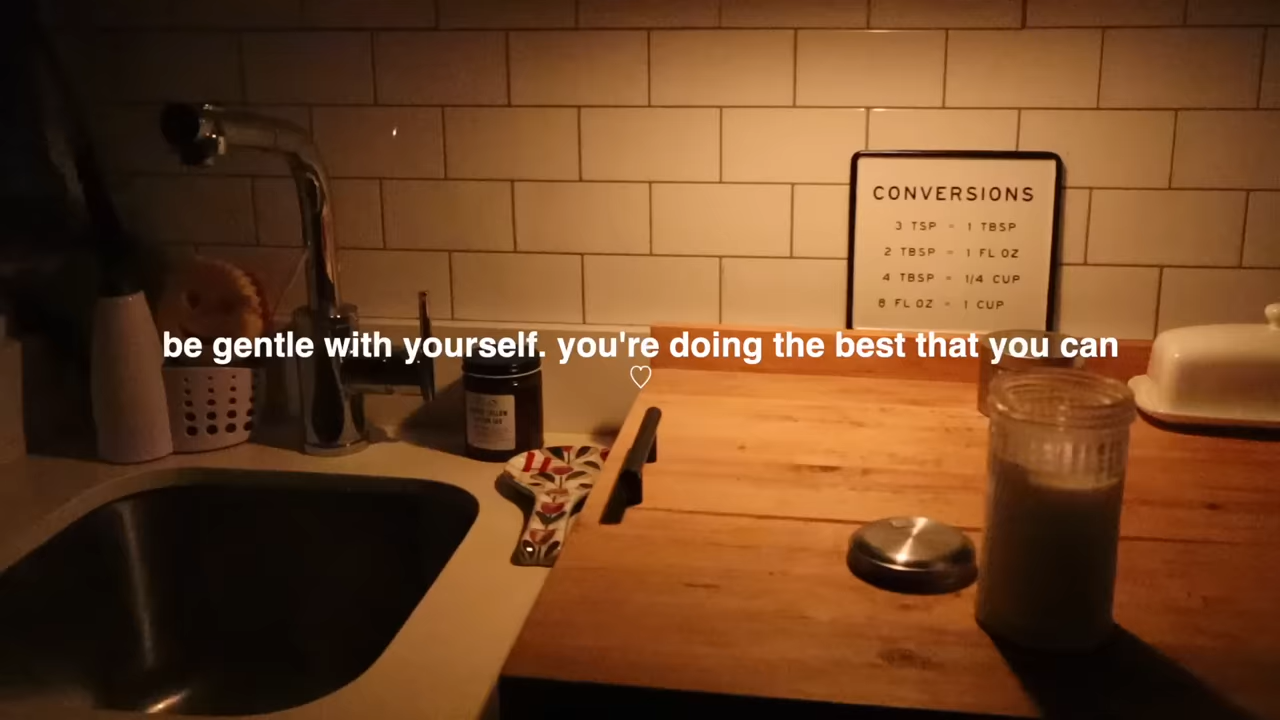 CONVERSIONS
3 TSP = 1 TBSP
2 TBSP = 1 FL OZ
4 TBSP = 1/4 CUP
8 FL OZ = 1 CUP
be gentle with yourself. you're doing the best that you can
♡